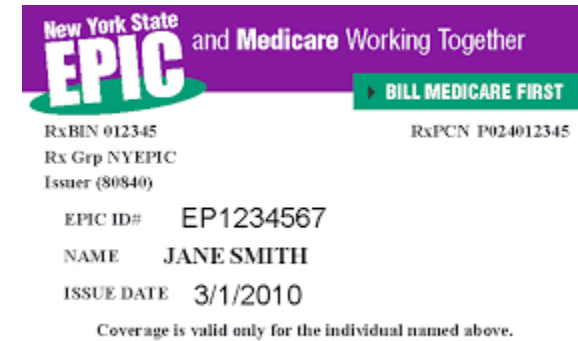 New York State
EPIC and Medicare Working Together
BILL MEDICARE FIRST
RxBIN 012345 RxPCN P024012345
Rx Grp NYEPIC
Issuer (80840)
EPIC ID# EP1234567
NAME JANE SMITH
ISSUE DATE 3/1/2010
Coverage is valid only for the individual named above.